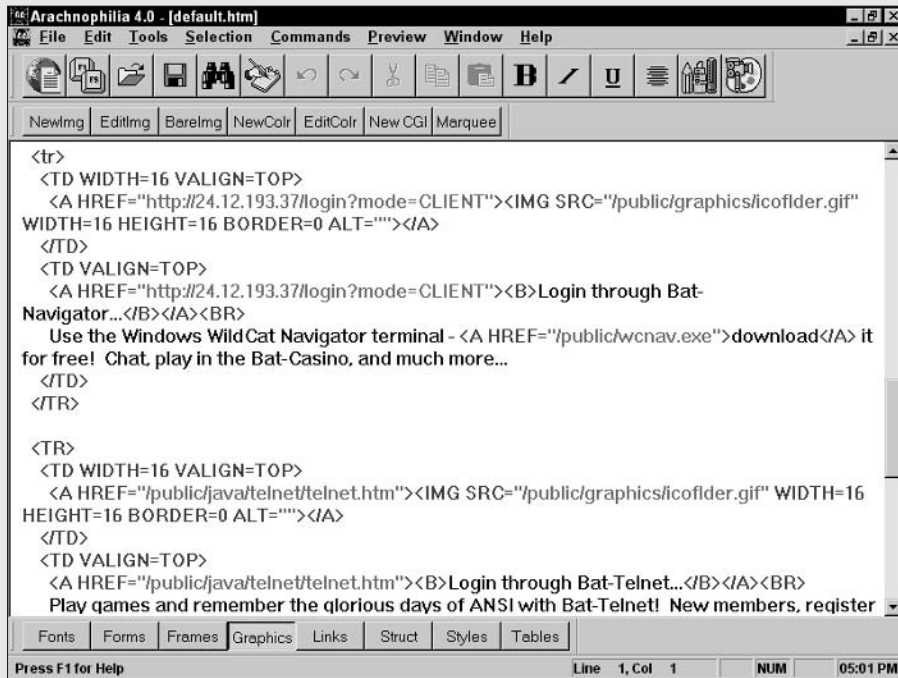 Arachnophilia 4.0 - [default.htm]
File Edit Tools Selection Commands Preview Window Help
B I U
NewImg EditImg BareImg NewColr EditColr New CGI Marquee
<tr>
<TD WIDTH=16 VALIGN=TOP>
<A HREF="http://24.12.193.37/login?mode=CLIENT"><IMG SRC="/public/graphics/icoflder.gif"
WIDTH=16 HEIGHT=16 BORDER=0 ALT=""></A>
</TD>
<TD VALIGN=TOP>
<A HREF="http://24.12.193.37/login?mode=CLIENT"><B>Login through Bat-
Navigator...</B></A><BR>
Use the Windows WildCat Navigator terminal - <A HREF="/public/wcnav.exe">download</A> it
for free! Chat, play in the Bat-Casino, and much more...
</TD>
</TR>
<TR>
<TD WIDTH=16 VALIGN=TOP>
<A HREF="/public/java/telnet/telnet.htm"><IMG SRC="/public/graphics/icoflder.gif" WIDTH=16
HEIGHT=16 BORDER=0 ALT=""></A>
</TD>
<TD VALIGN=TOP>
<A HREF="/public/java/telnet/telnet.htm"><B>Login through Bat-Telnet...</B></A><BR>
Play games and remember the glorious days of ANSI with Bat-Telnet! New members, register
Fonts Forms Frames Graphics Links Struct Styles Tables
Press F1 for Help Line 1, Col 1 NUM 05:01 PM